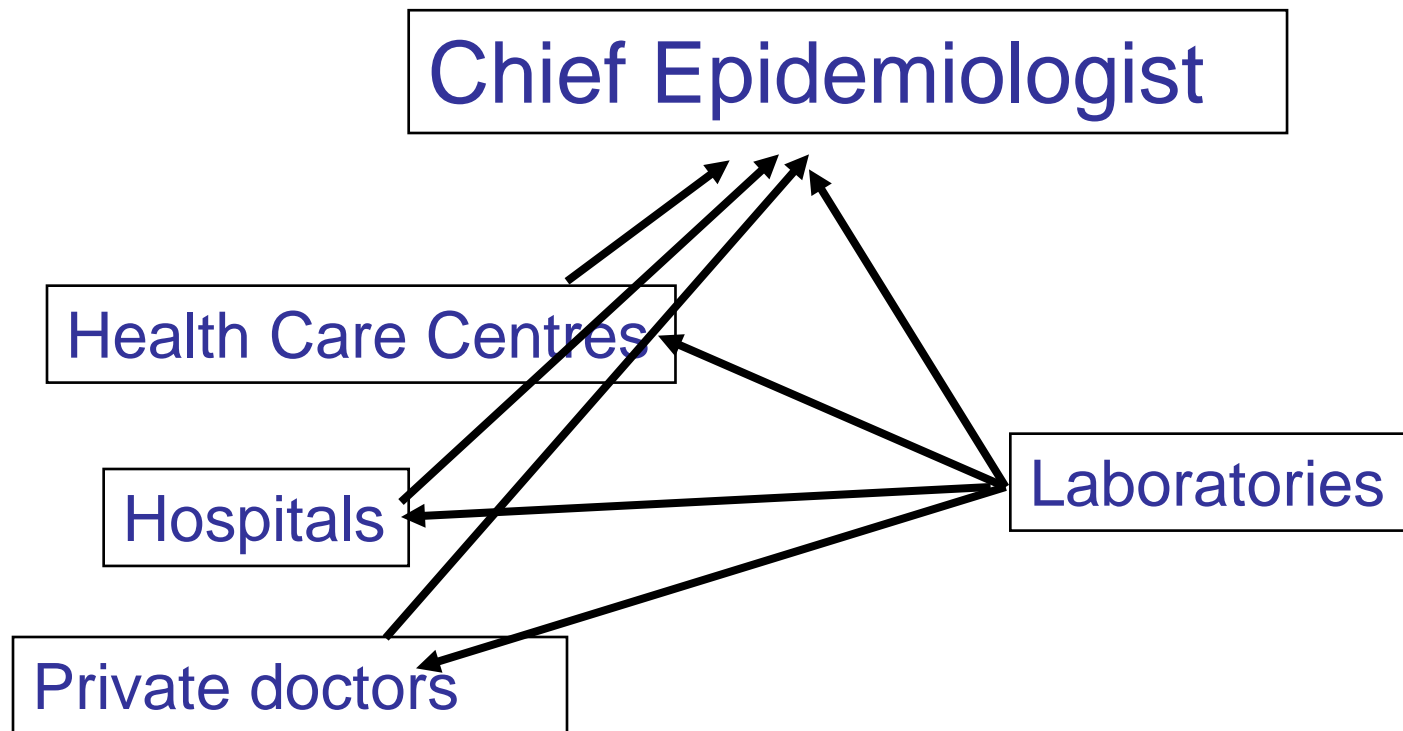 Chief Epidemiologist
Health Care Centres
Hospitals
Laboratories
Private doctors